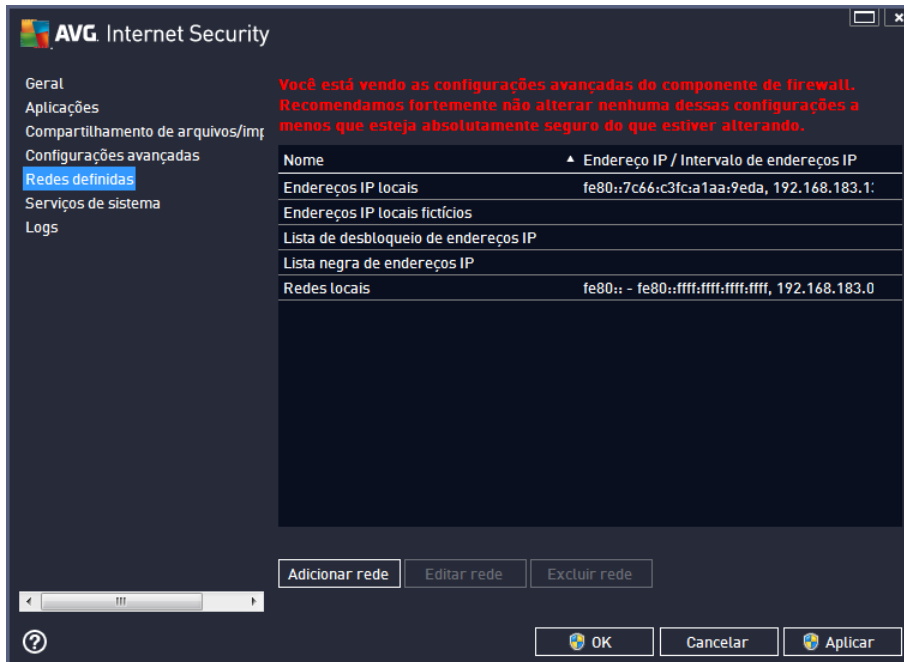 AVG. Internet Security
Geral
Aplicações
Compartilhamento de arquivos/imp
Configurações avançadas
Redes definidas
Serviços de sistema
Logs
Você está vendo as configurações avançadas do componente de firewall.
Recomendamos fortemente não alterar nenhuma dessas configurações a
menos que esteja absolutamente seguro do que estiver alterando.
Nome Endereço IP / Intervalo de endereços IP
Endereços IP locais fe80::7c66:c3fc:a1aa:9eda, 192.168.183.1
Endereços IP locais fictícios
Lista de desbloqueio de endereços IP
Lista negra de endereços IP
Redes locais fe80:: - fe80::ffff:ffff:ffff:ffff, 192.168.183.0
Adicionar rede Editar rede Excluir rede
OK Cancelar Aplicar